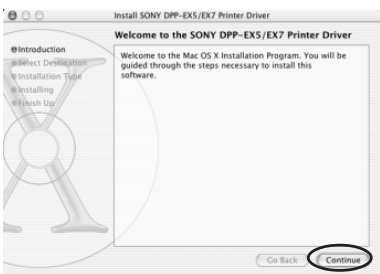 Install SONY DPP-EX5/EX7 Printer Driver
Welcome to the SONY DPP-EX5/EX7 Printer Driver
Introduction
Select Destination
Installation Type
Installing
Finish Up
Welcome to the Mac OS X Installation Program. You will be
guided through the steps necessary to install this
software.
Go Back
Continue